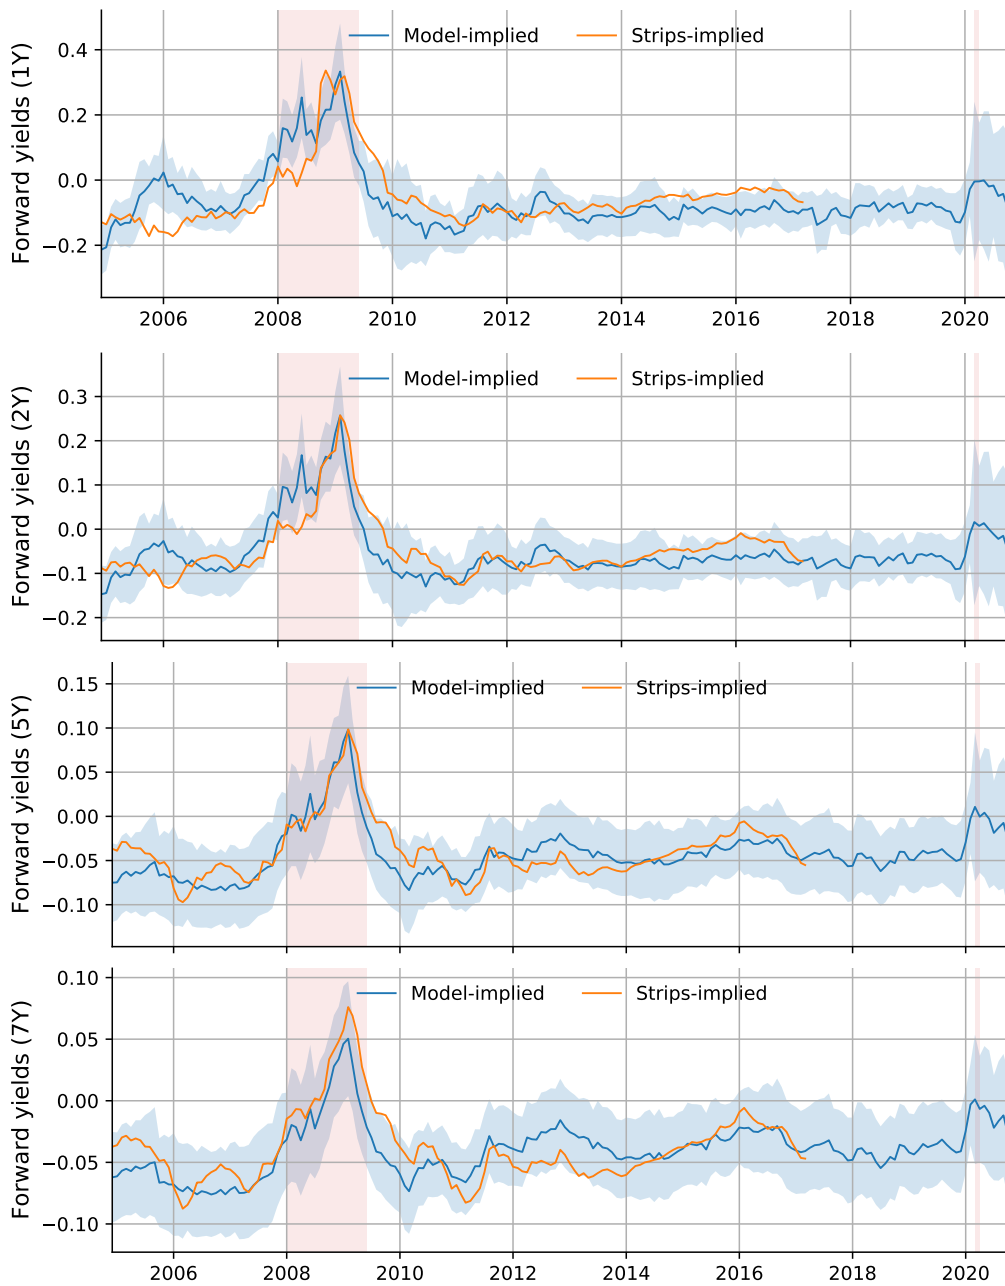 Forward yields (1Y)
Model-implied
Strips-implied
0.4
0.2
0.0
−0.2
2006 2008 2010 2012 2014 2016 2018 2020
Forward yields (2Y)
Model-implied
Strips-implied
0.3
0.2
0.1
0.0
−0.1
−0.2
Forward yields (5Y)
Model-implied
Strips-implied
0.15
0.10
0.05
0.00
−0.05
−0.10
Forward yields (7Y)
Model-implied
Strips-implied
0.10
0.05
0.00
−0.05
−0.10
2006 2008 2010 2012 2014 2016 2018 2020